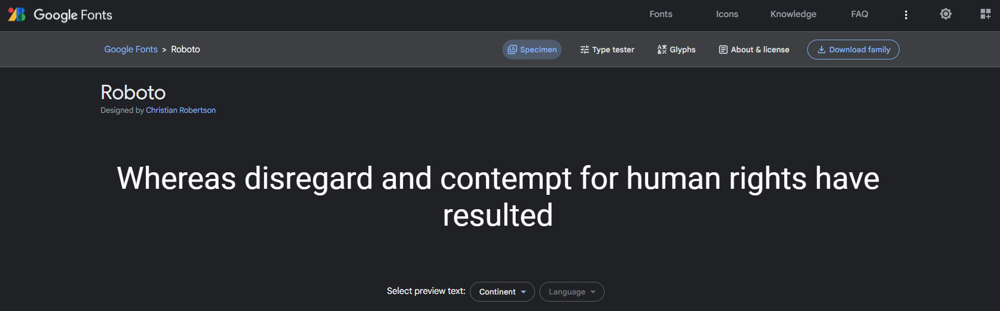 Google Fonts
Fonts Icons Knowledge FAQ
Google Fonts > Roboto
Specimen Type tester Glyphs About & license Download family
Roboto
Designed by Christian Robertson
Whereas disregard and contempt for human rights have
resulted
Select preview text: Continent Language